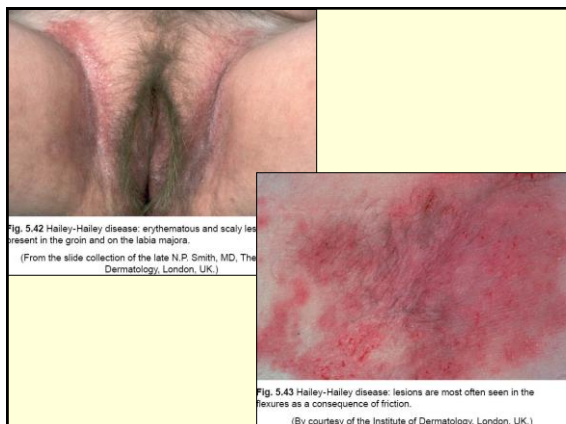 Fig. 5.42 Hailey-Hailey disease: erythematous and scaly les
present in the groin and on the labia majora.
(From the slide collection of the late N.P. Smith, MD, The
Dermatology, London, UK.)
Fig. 5.43 Hailey-Hailey disease: lesions are most often seen in the
flexures as a consequence of friction.
(By courtesy of the Institute of Dermatology, London, UK.)